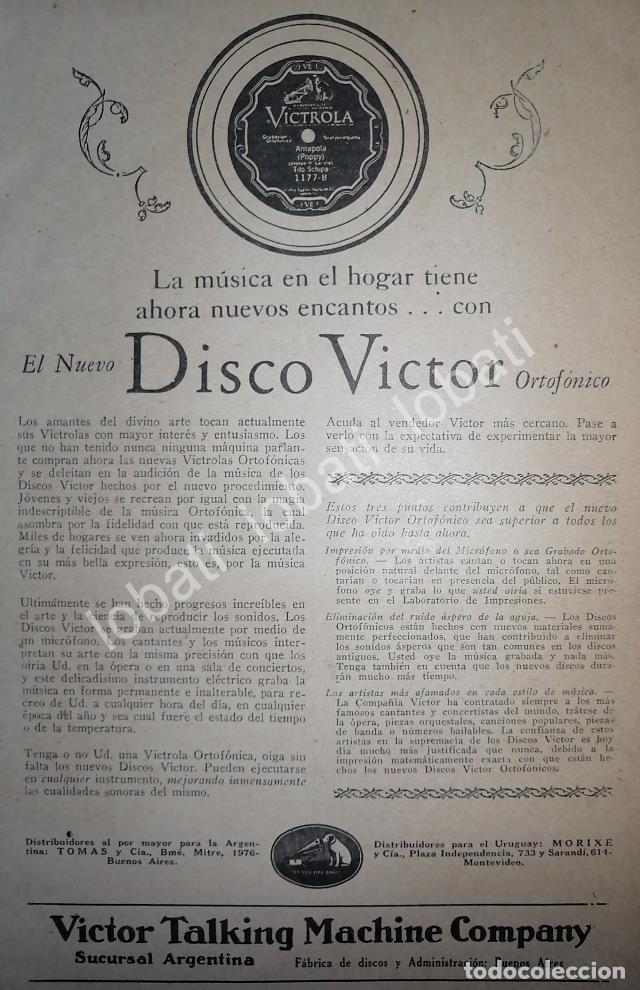 VE
VICTROLA
Amapola
(Poppy)
Tito Schipa
1177-B
VE
La música en el hogar tiene
ahora nuevos encantos . . . con
El Nuevo Disco Victor Ortofónico
Los amantes del divino arte tocan actualmente
sus Victrolas con mayor interés y entusiasmo. Los
que no han tenido nunca ninguna máquina parlan-
te compran ahora las nuevas Victrolas Ortofónicas
y se deleitan en la audición de la música de los
Discos Victor hechos por el nuevo procedimiento.
Jóvenes y viejos se recrean por igual con la magia
indescriptible de la música Ortofónica, la cual
asombra por la fidelidad con que está reproducida.
Miles de hogares se ven ahora invadidos por la ale-
gría y la felicidad que produce la música ejecutada
en su más bella expresión, esto es, por la música
Victor.
Ultimamente se han hecho progresos increíbles en
el arte y la ciencia de reproducir los sonidos. Los
Discos Victor se graban actualmente por medio de
un micrófono. Los cantantes y los músicos inter-
pretan su arte con la misma precisión con que los
oiría Ud. en la ópera o en una sala de conciertos,
y este delicadísimo instrumento eléctrico graba la
música en forma permanente e inalterable, para re-
creo de Ud. a cualquier hora del día, en cualquier
época del año y sea cual fuere el estado del tiempo
o de la temperatura.
Tenga o no Ud. una Victrola Ortofónica, oiga sin
falta los nuevos Discos Victor. Pueden ejecutarse
en cualquier instrumento, mejorando inmensamente
las cualidades sonoras del mismo.
Acuda al vendedor Victor más cercano. Pase a
verlo con la expectativa de experimentar la mayor
sensación de su vida.
Estos tres puntos contribuyen a que el nuevo
Disco Victor Ortofónico sea superior a todos los
que ha oído hasta ahora.
Impresión por medio del Micrófono o sea Grabado Orto-
fónico. — Los artistas cantan o tocan ahora en una
posición natural delante del micrófono, tal como can-
tarían o tocarían en presencia del público. El micró-
fono oye y graba lo que usted oiría si estuviese pre-
sente en el Laboratorio de Impresiones.
Eliminación del ruido áspero de la aguja. — Los Discos
Ortofónicos están hechos con nuevos materiales suma-
mente perfeccionados, que han contribuido a eliminar
los sonidos ásperos que son tan comunes en los discos
antiguos. Usted oye la música grabada y nada más.
Tenga también en cuenta que los nuevos discos dura-
rán mucho más tiempo.
Los artistas más afamados en cada estilo de música. —
La Compañía Victor ha contratado siempre a los más
famosos cantantes y concertistas del mundo, trátese de
la ópera, piezas orquestales, canciones populares, piezas
de banda o números bailables. La confianza de estos
artistas en la supremacía de los Discos Victor es hoy
día mucho más justificada que nunca, debido a la
impresión matemáticamente exacta con que están he-
chos los nuevos Discos Victor Ortofónicos.
Distribuidores al por mayor para la Argen-
tina: TOMAS y Cía., Bmé. Mitre, 1976-
Buenos Aires.
"LA VOZ DEL AMO"
Distribuidores para el Uruguay: MORIXE
y Cía., Plaza Independencia, 733 y Sarandí, 614-
Montevideo.
Victor Talking Machine Company
Sucursal Argentina Fábrica de discos y Administración: Buenos Aires
lobati lobati lobati
todocoleccion